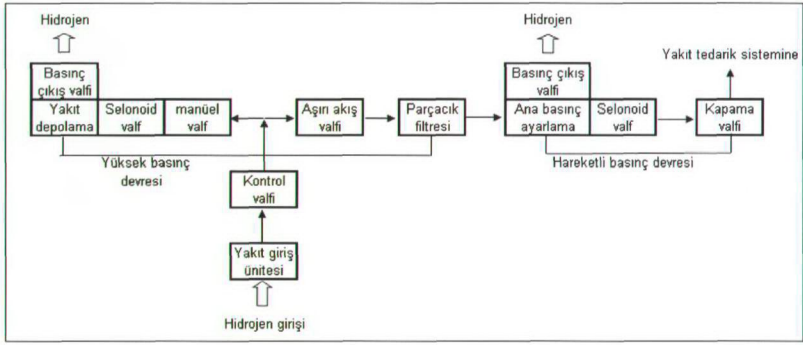 Hidrojen
Hidrojen
Yakıt tedarik sistemine
Basınç
çıkış valfi
Basınç çıkış
valfi
Yakıt
depolama
Selonoid
valf
manüel
valf
Aşırı akış
valfi
Parçacık
filtresi
Ana basınç
ayarlama
Selonoid
valf
Kapama
valfi
Yüksek basınç
devresi
Hareketli basınç devresi
Kontrol
valfi
Yakıt giriş
ünitesi
Hidrojen girişi